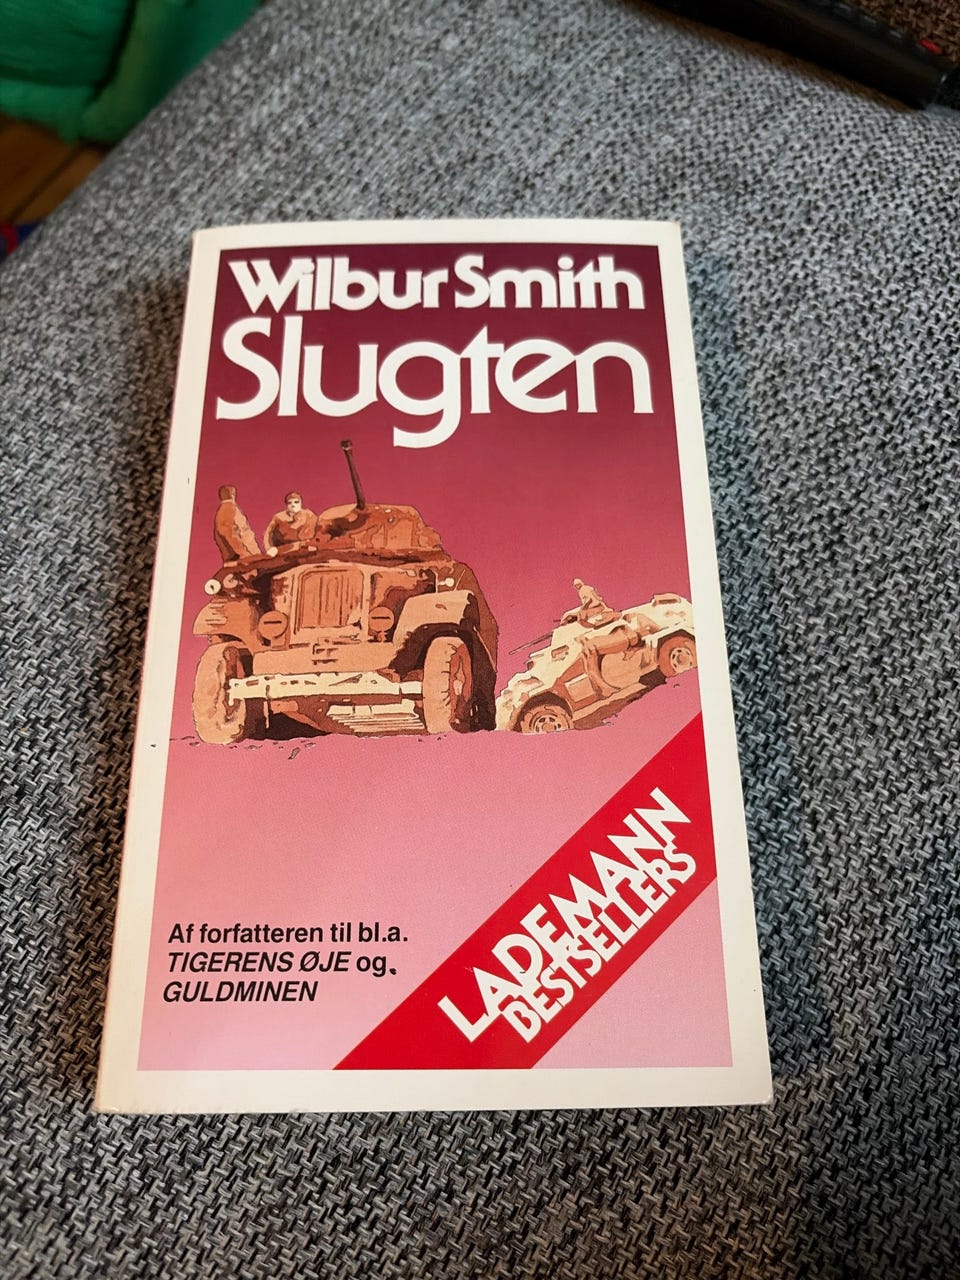 Wilbur Smith
Slugten
Af forfatteren til bl.a.
TIGERENS ØJE og
GULDMINEN
LADEMANN
BESTSELLERS